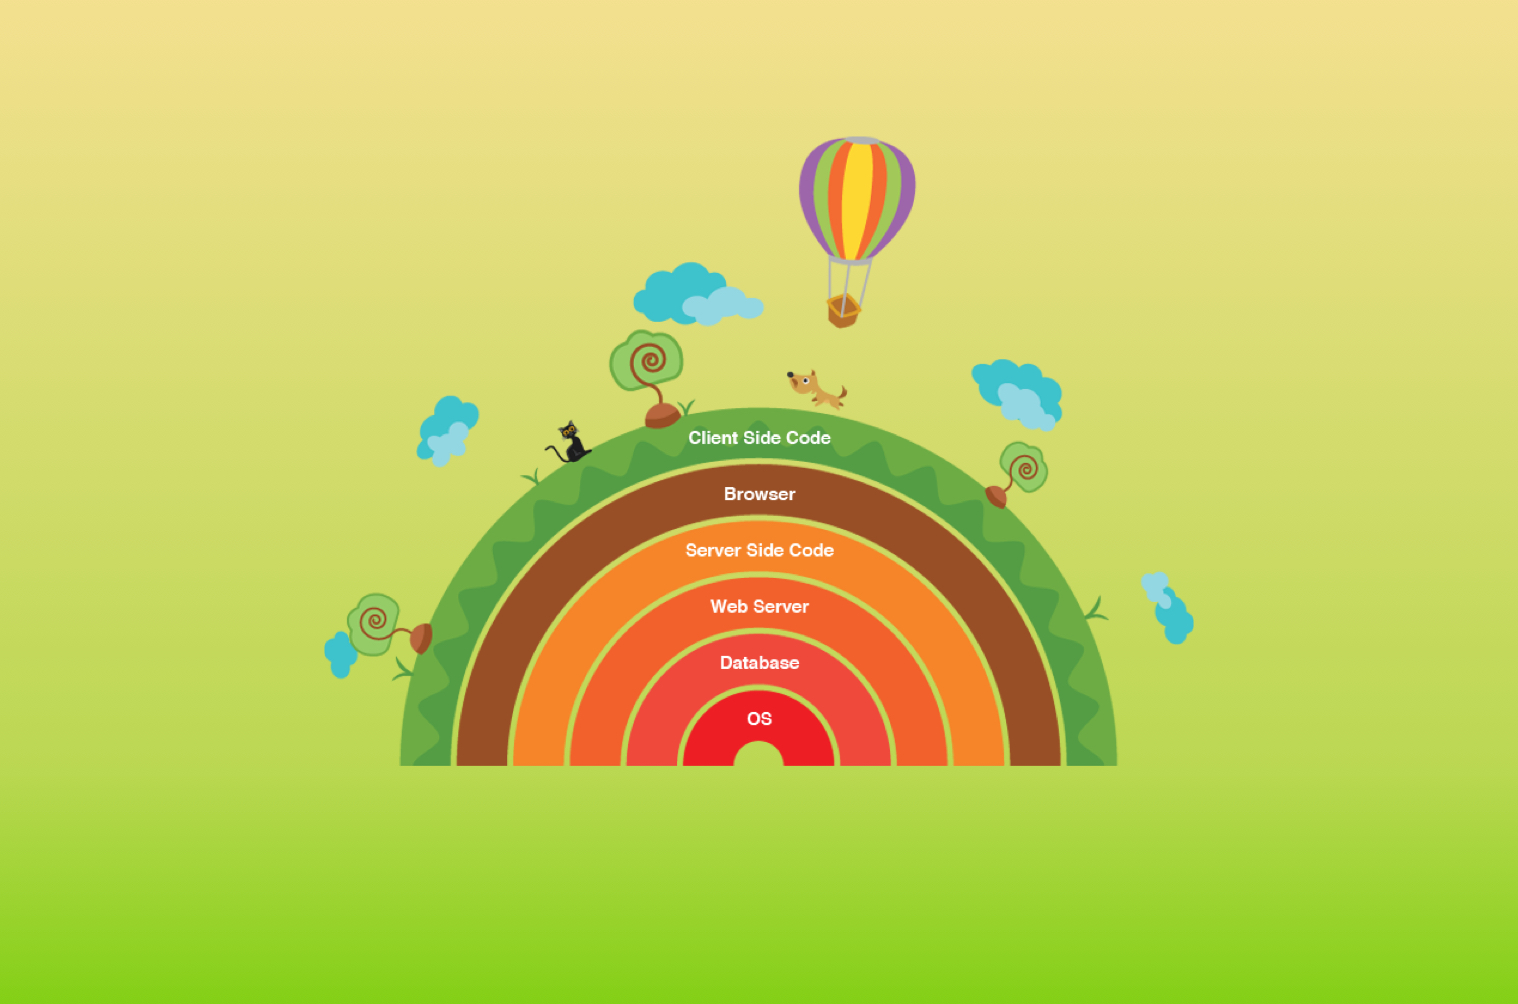 Client Side Code
Browser
Server Side Code
Web Server
Database
OS